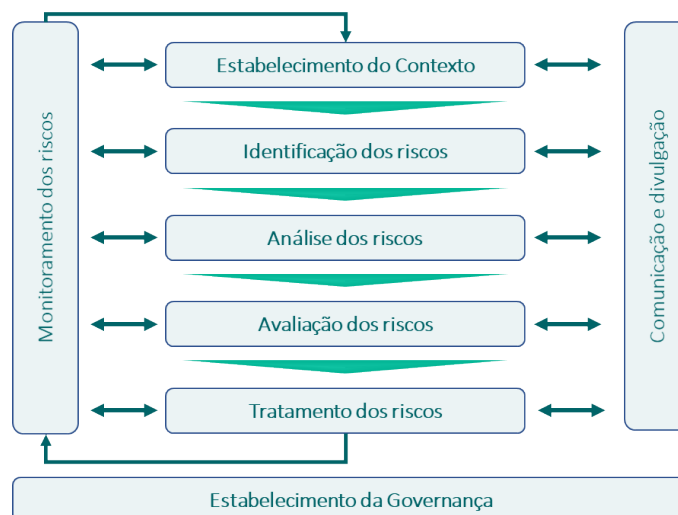 Estabelecimento do Contexto
Identificação dos riscos
Análise dos riscos
Avaliação dos riscos
Tratamento dos riscos
Monitoramento dos riscos
Comunicação e divulgação
Estabelecimento da Governança